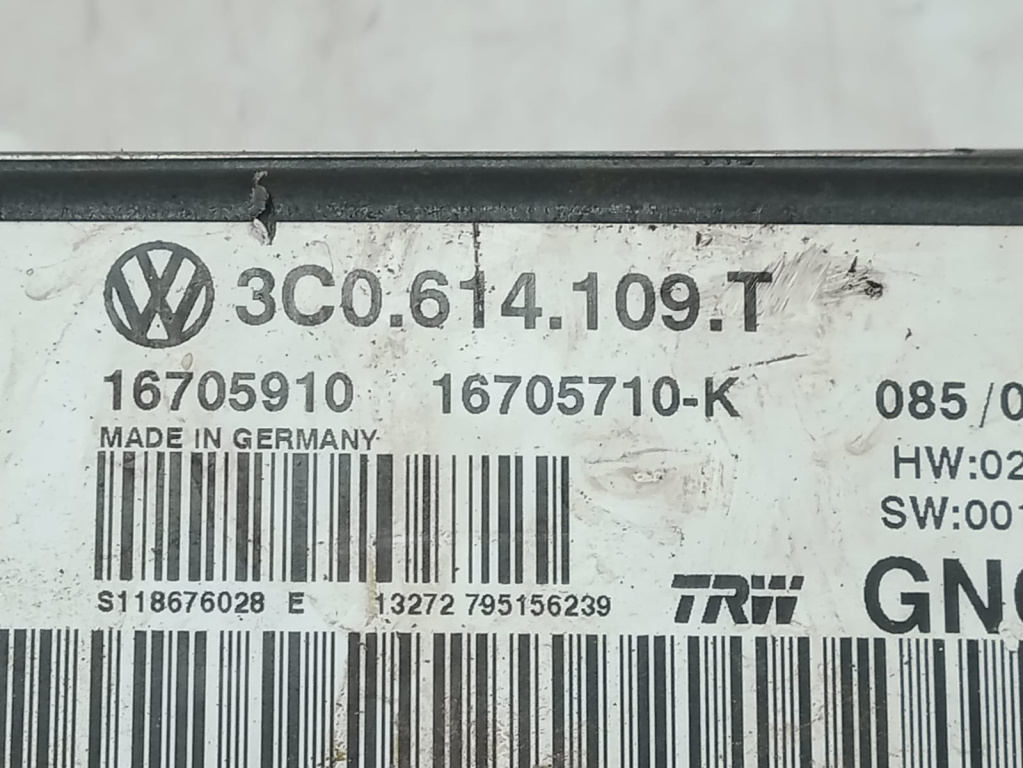 3C0.614.109.T
16705910 16705710-K 085/0
MADE IN GERMANY HW:02
SW:001
S118676028 E 13272 795156239 TRW GN